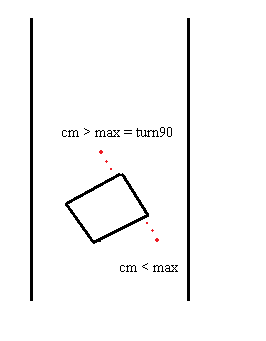 cm > max = turn90
cm < max